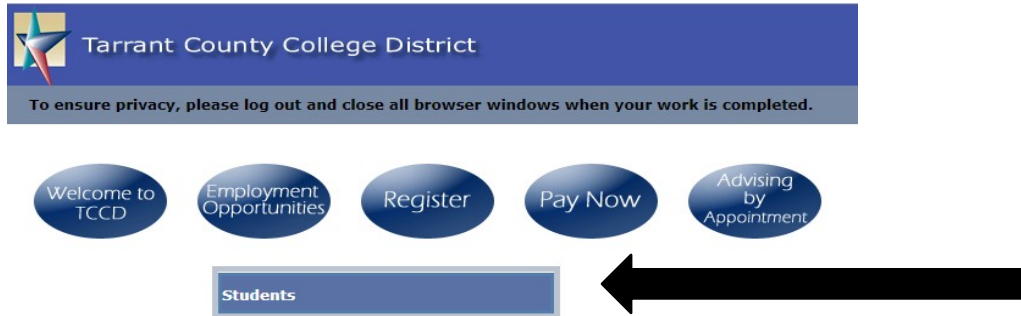 Tarrant County College District
To ensure privacy, please log out and close all browser windows when your work is completed.
Welcome to
TCCD
Employment
Opportunities
Register
Pay Now
Advising
by
Appointment
Students